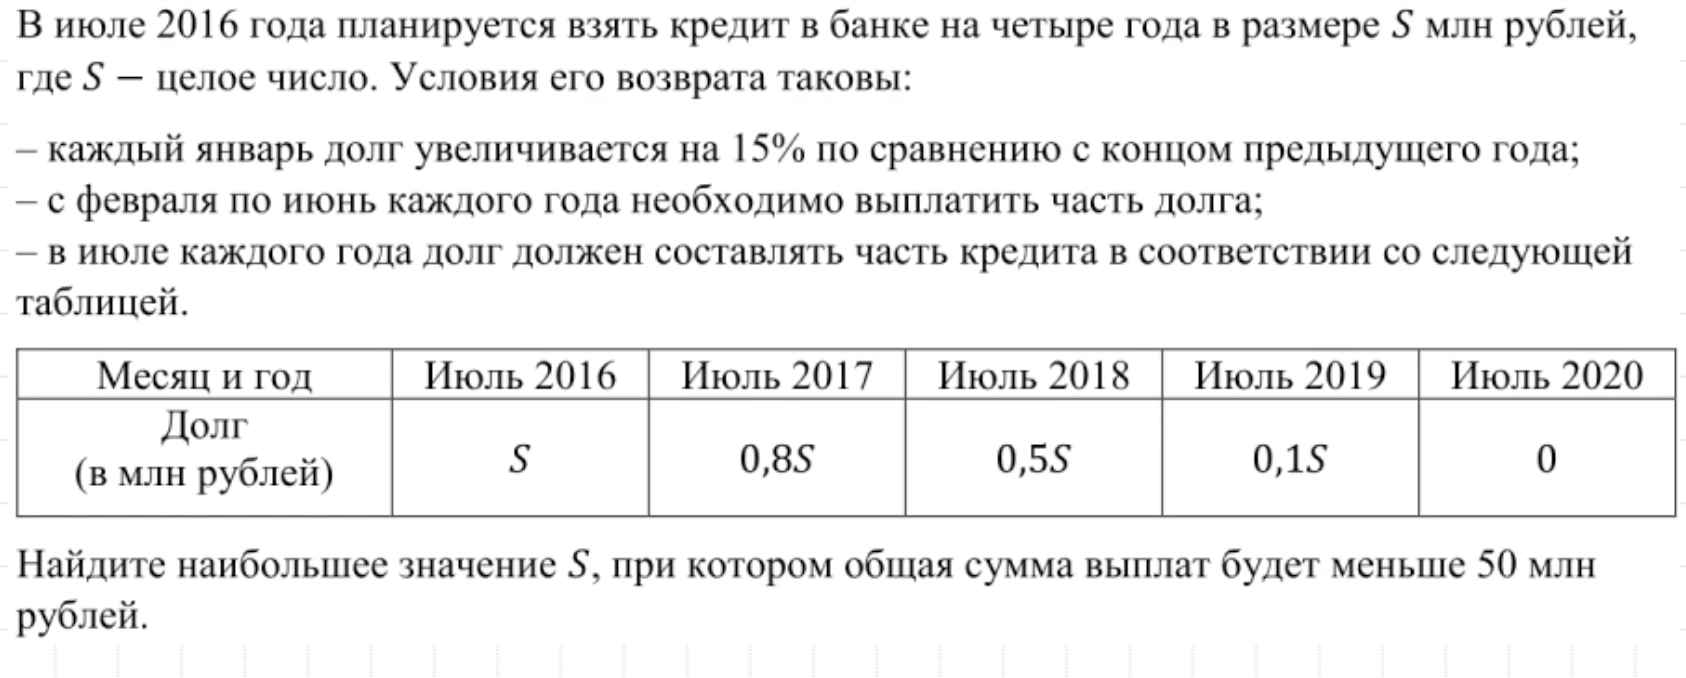 В июле 2016 года планируется взять кредит в банке на четыре года в размере S млн рублей,
где S − целое число. Условия его возврата таковы:
– каждый январь долг увеличивается на 15% по сравнению с концом предыдущего года;
– с февраля по июнь каждого года необходимо выплатить часть долга;
– в июле каждого года долг должен составлять часть кредита в соответствии со следующей
таблицей.
Месяц и год Июль 2016 Июль 2017 Июль 2018 Июль 2019 Июль 2020
Долг
(в млн рублей) S 0,8S 0,5S 0,1S 0
Найдите наибольшее значение S, при котором общая сумма выплат будет меньше 50 млн
рублей.